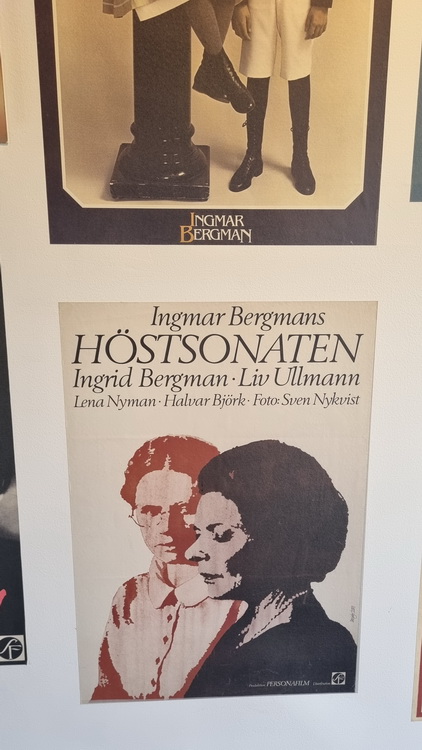 INGMAR
BERGMAN
Ingmar Bergmans
HÖSTSONATEN
Ingrid Bergman · Liv Ullmann
Lena Nyman · Halvar Björk · Foto: Sven Nykvist
PERSONAFILM